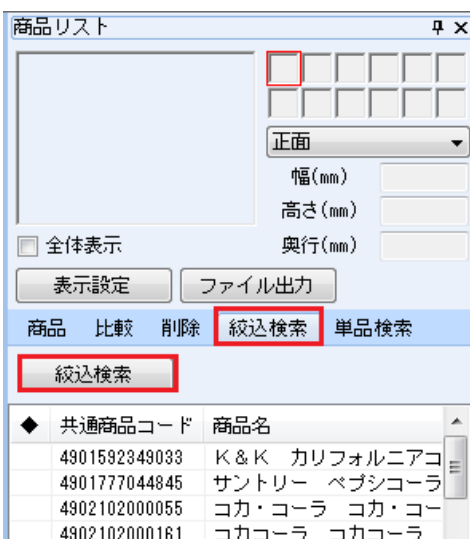 商品リスト
正面
幅(mm)
高さ(mm)
全体表示 奥行(mm)
表示設定 ファイル出力
商品 比較 削除 絞込検索 単品検索
絞込検索
◆ 共通商品コード 商品名
4901592349033 K&K カリフォルニアコ
4901777044845 サントリー ペプシコーラ
4902102000055 コカ・コーラ コカ・コー
4902102000161 コカコーラ コカコーラ